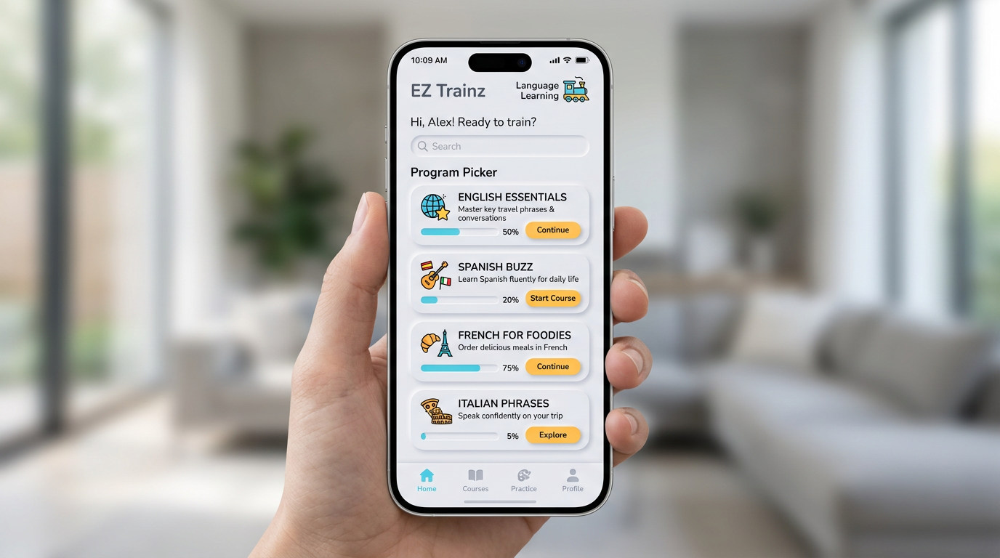 10:09 AM
EZ Trainz
Language
Learning
Hi, Alex! Ready to train?
Search
Program Picker
ENGLISH ESSENTIALS
Master key travel phrases &
conversations
50%
Continue
SPANISH BUZZ
Learn Spanish fluently for daily life
20%
Start Course
FRENCH FOR FOODIES
Order delicious meals in French
75%
Continue
ITALIAN PHRASES
Speak confidently on your trip
5%
Explore
Home
Courses
Practice
Profile